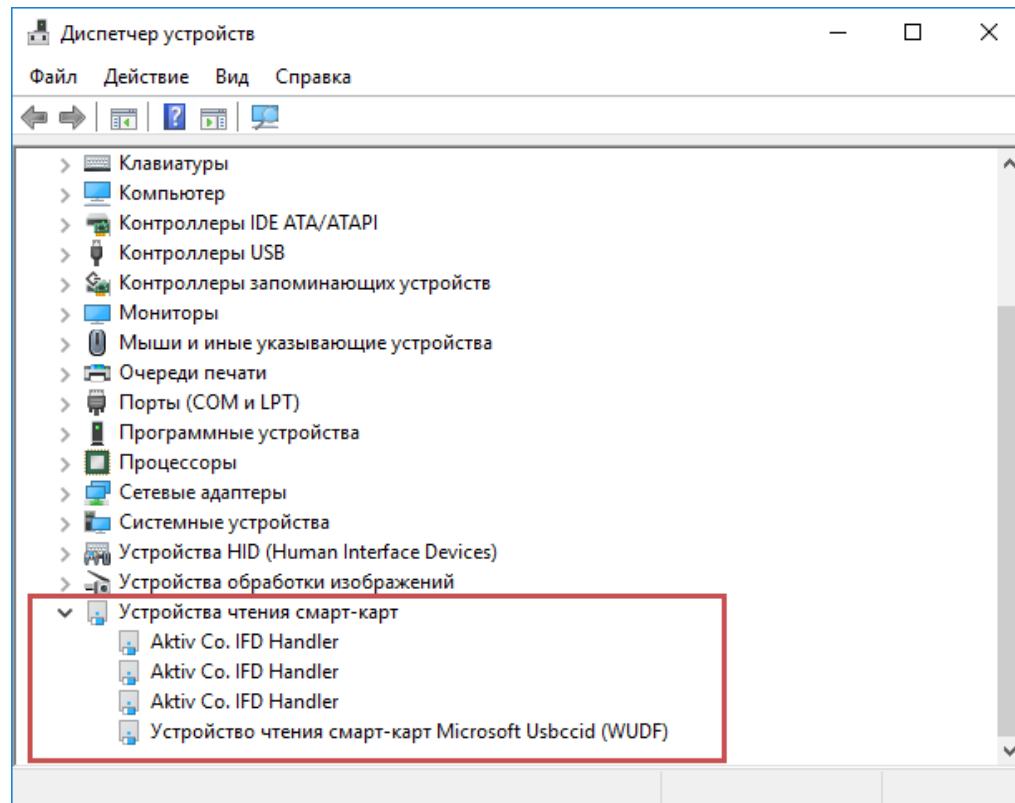 Диспетчер устройств
Файл Действие Вид Справка
?
Клавиатуры
Компьютер
Контроллеры IDE ATA/ATAPI
Контроллеры USB
Контроллеры запоминающих устройств
Мониторы
Мыши и иные указывающие устройства
Очереди печати
Порты (COM и LPT)
Программные устройства
Процессоры
Сетевые адаптеры
Системные устройства
Устройства HID (Human Interface Devices)
Устройства обработки изображений
Устройства чтения смарт-карт
Aktiv Co. IFD Handler
Aktiv Co. IFD Handler
Aktiv Co. IFD Handler
Устройство чтения смарт-карт Microsoft Usbccid (WUDF)